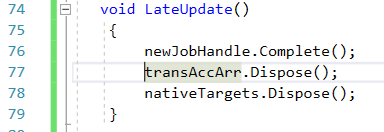 74 void LateUpdate()
75 {
76 newJobHandle.Complete();
77 transAccArr.Dispose();
78 nativeTargets.Dispose();
79 }